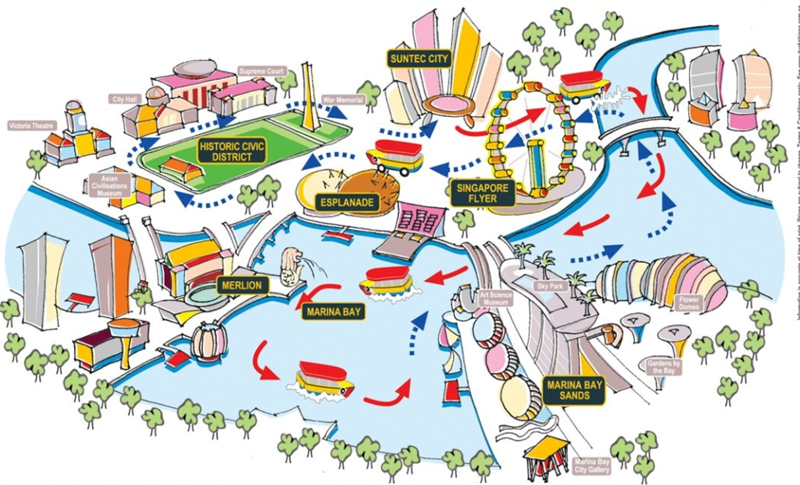 SUNTEC CITY
Supreme Court
City Hall
War Memorial
Victoria Theatre
HISTORIC CIVIC
DISTRICT
Asian
Civilisations
Museum
ESPLANADE
SINGAPORE
FLYER
MERLION
MARINA BAY
Art Science
Museum
Sky Park
Flower
Domes
Gardens by
the Bay
MARINA BAY
SANDS
Marina Bay
City Gallery